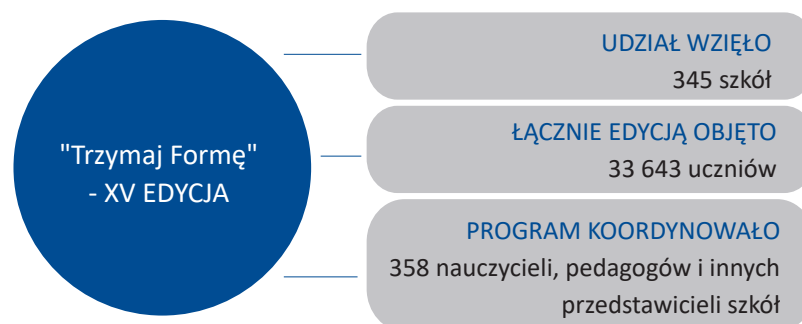 "Trzymaj Formę"
- XV EDYCJA
UDZIAŁ WZIĘŁO
345 szkół
ŁĄCZNIE EDYCJĄ OBJĘTO
33 643 uczniów
PROGRAM KOORDYNOWAŁO
358 nauczycieli, pedagogów i innych
przedstawicieli szkół